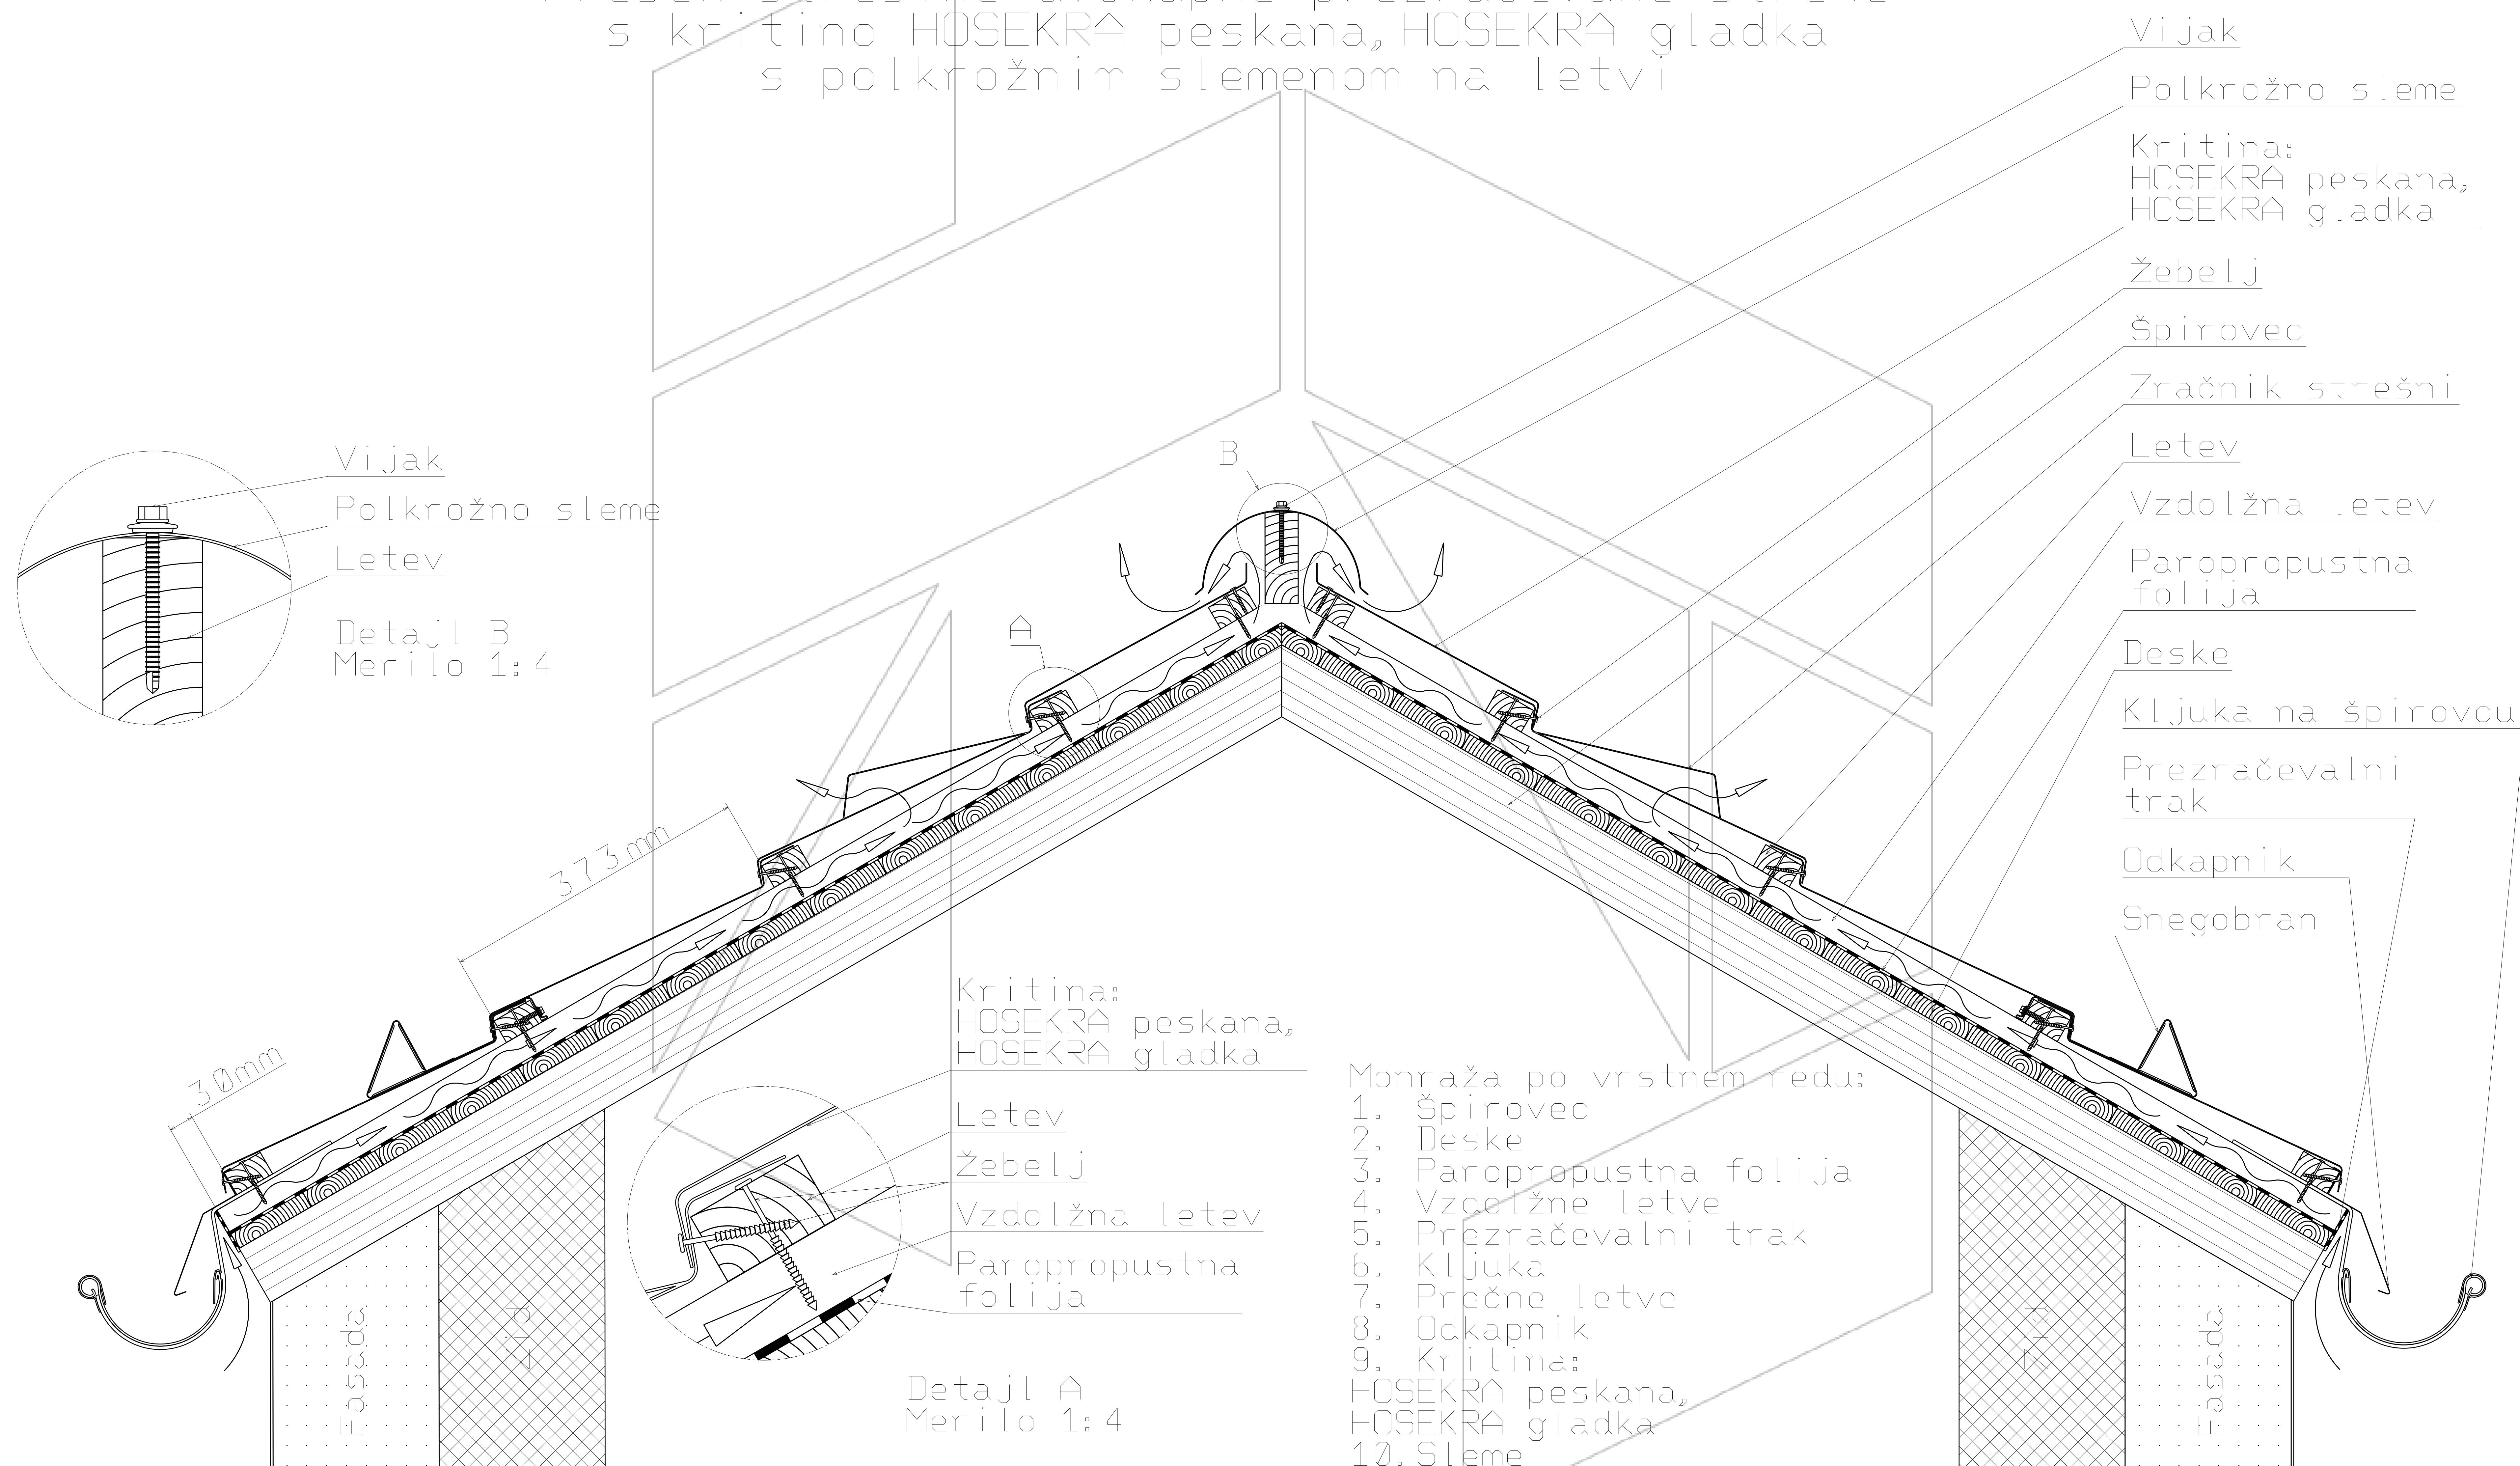 s kritino HOSEKRA peskana, HOSEKRA gladka
s polkrožnim slemenom na letvi
Vijak
Polkrožno sleme
Kritina:
HOSEKRA peskana,
HOSEKRA gladka
Žebelj
Špirovec
Zračnik strešni
Letev
Vzdolžna letev
Paropropustna
folija
Deske
Kljuka na špirovcu
Prezračevalni
trak
Odkapnik
Snegobran
Vijak
Polkrožno sleme
Letev
Detajl B
Merilo 1:4
B
A
373mm
30mm
Kritina:
HOSEKRA peskana,
HOSEKRA gladka
Letev
Žebelj
Vzdolžna letev
Paropropustna
folija
Detajl A
Merilo 1:4
Monraža po vrstnem redu:
1. Špirovec
2. Deske
3. Paropropustna folija
4. Vzdolžne letve
5. Prezračevalni trak
6. Kljuka
7. Prečne letve
8. Odkapnik
9. Kritina:
HOSEKRA peskana,
HOSEKRA gladka
10. Sleme
Fasada
Zid
Zid
Fasada